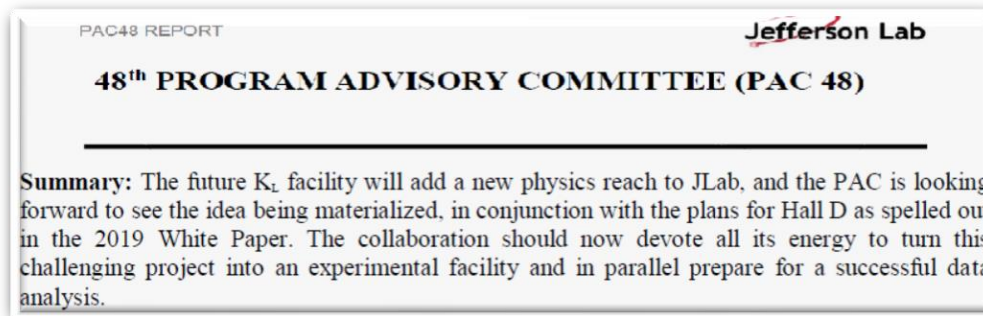 PAC48 REPORT Jefferson Lab
48th PROGRAM ADVISORY COMMITTEE (PAC 48)
Summary: The future KL facility will add a new physics reach to JLab, and the PAC is looking
forward to see the idea being materialized, in conjunction with the plans for Hall D as spelled out
in the 2019 White Paper. The collaboration should now devote all its energy to turn this
challenging project into an experimental facility and in parallel prepare for a successful data
analysis.